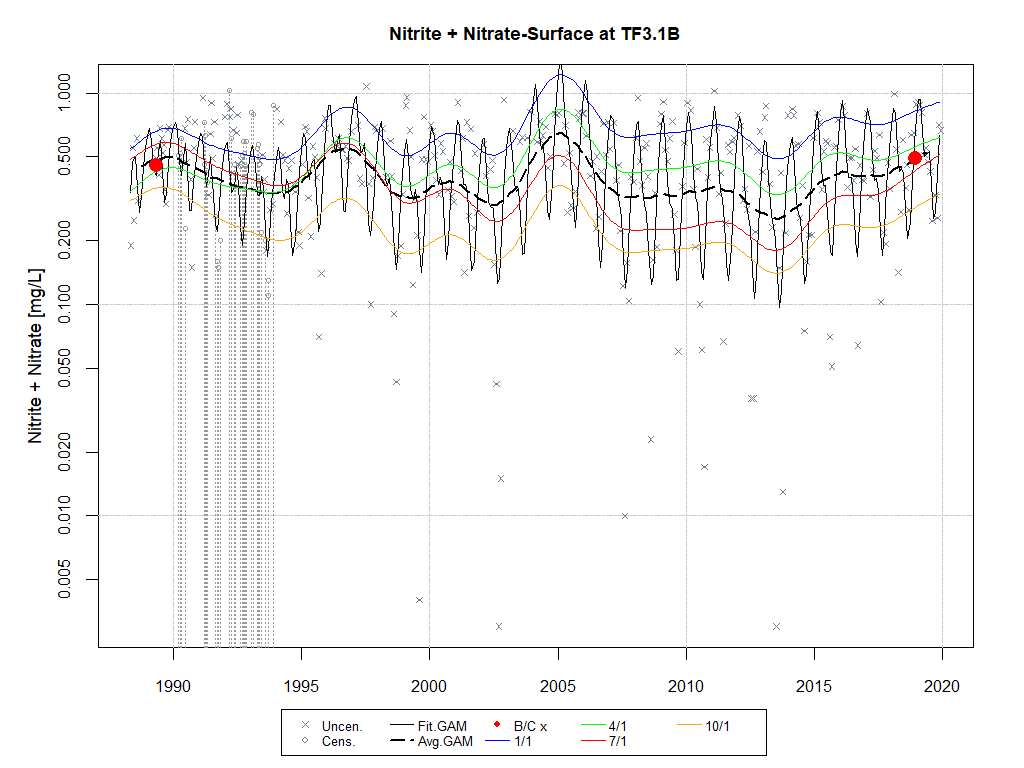 Nitrite + Nitrate-Surface at TF3.1B
Nitrite + Nitrate [mg/L]
1.000
0.500
0.200
0.100
0.050
0.020
0.010
0.005
1990 1995 2000 2005 2010 2015 2020
Uncen. Fit.GAM B/C x 4/1 10/1
Cens. Avg.GAM 1/1 7/1